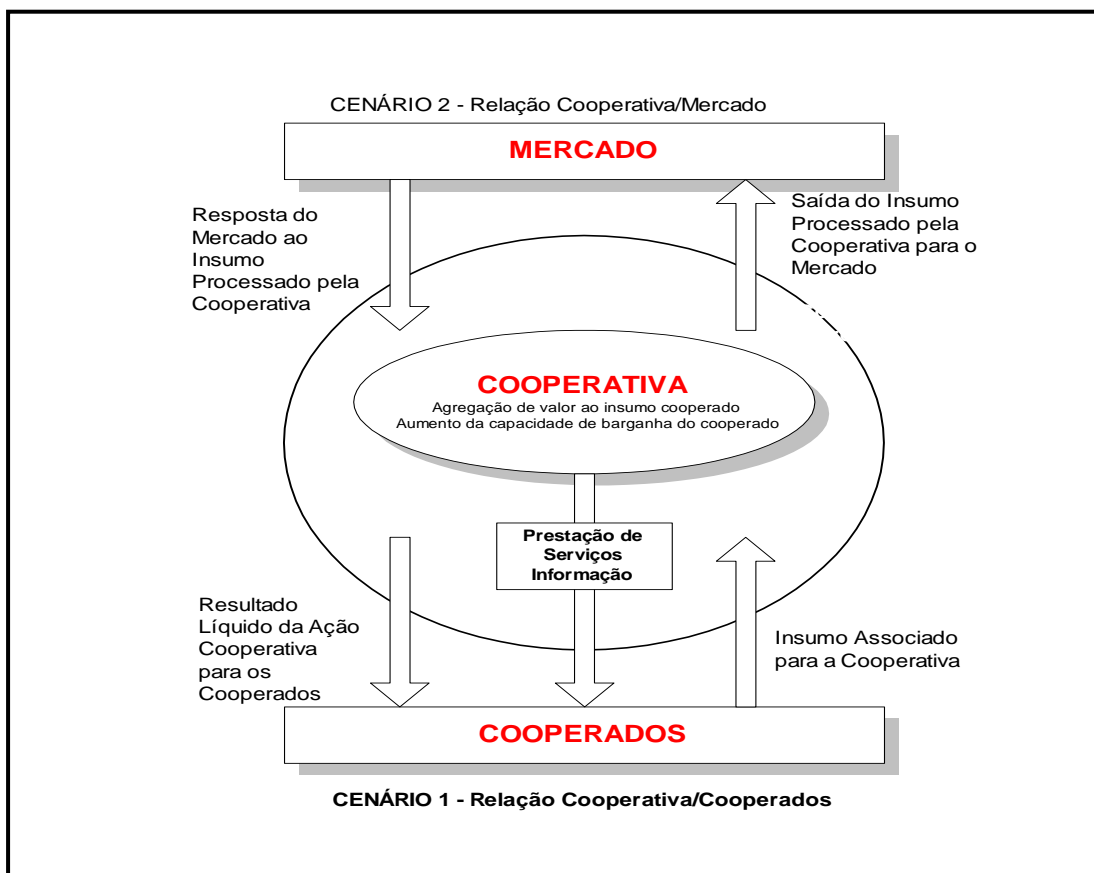 CENÁRIO 2 - Relação Cooperativa/Mercado
MERCADO
Resposta do
Mercado ao
Insumo
Processado pela
Cooperativa
Saída do Insumo
Processado pela
Cooperativa para o
Mercado
COOPERATIVA
Agregação de valor ao insumo cooperado
Aumento da capacidade de barganha do cooperado
Prestação de
Serviços
Informação
Resultado
Líquido da Ação
Cooperativa
para os
Cooperados
Insumo Associado
para a Cooperativa
COOPERADOS
CENÁRIO 1 - Relação Cooperativa/Cooperados